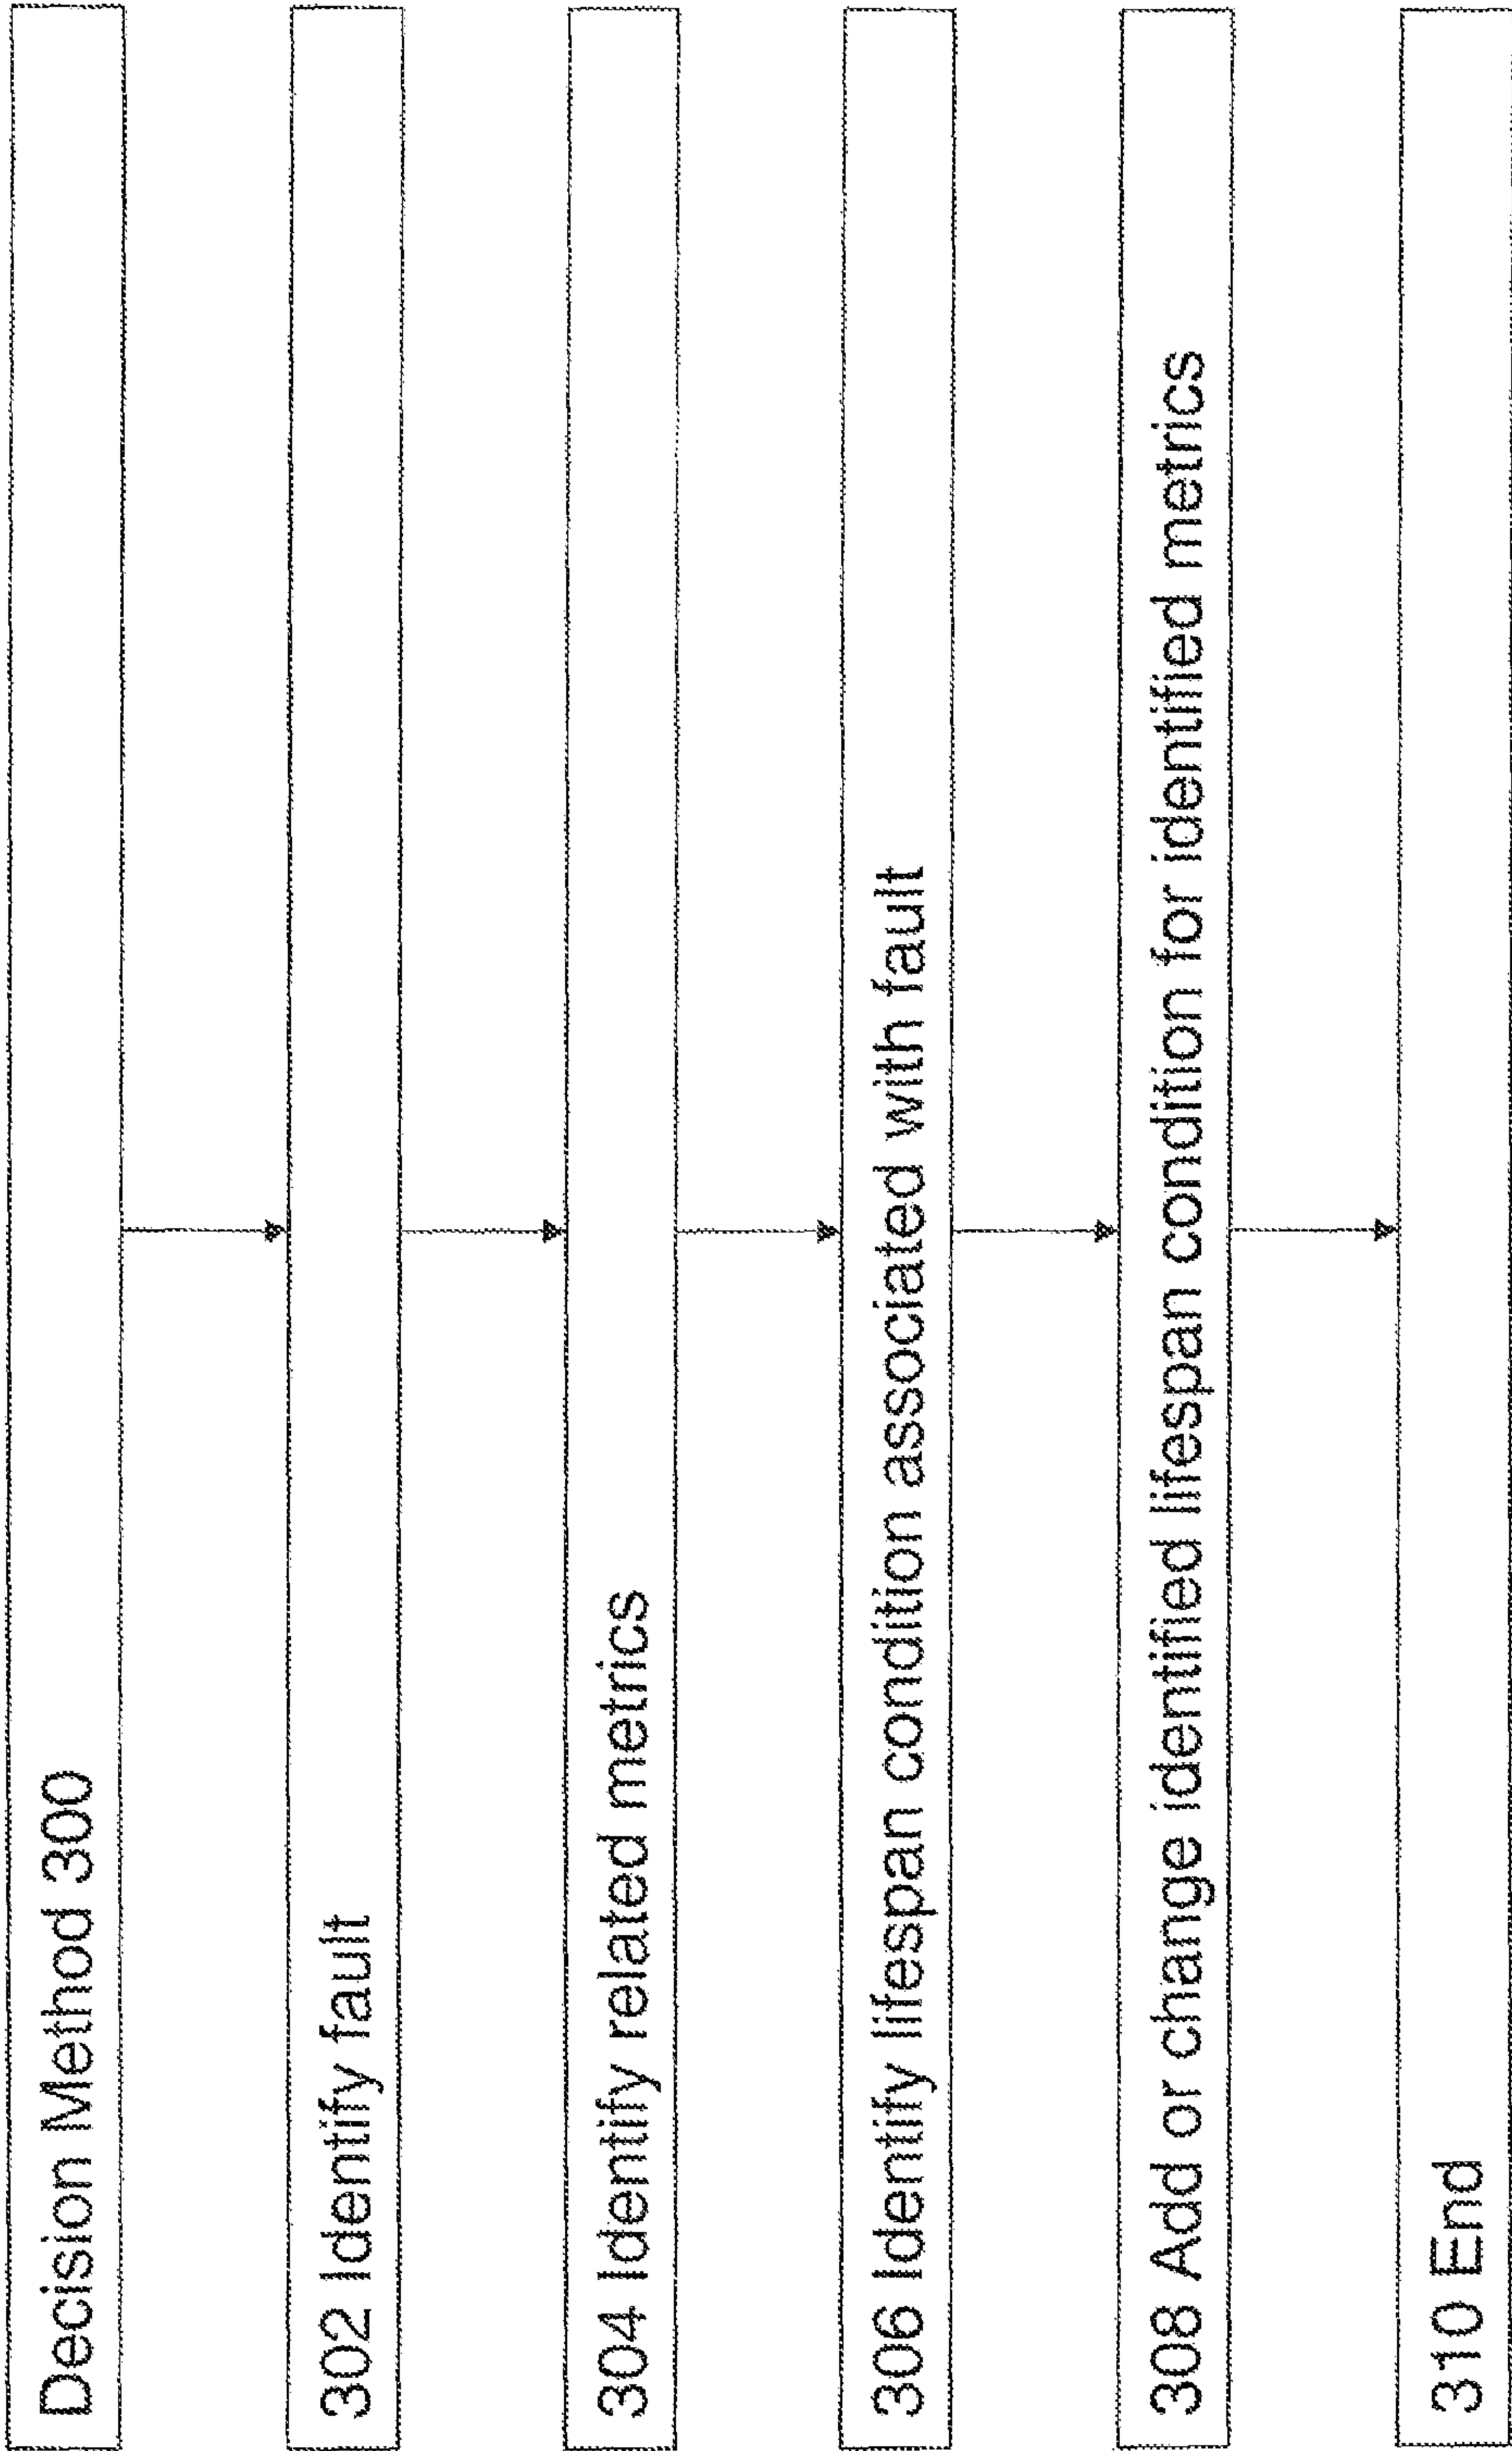 Decision Method 300
302 Identify fault
304 Identify related metrics
306 Identify lifespan condition associated with fault
308 Add or change identified lifespan condition for identified metrics
310 End